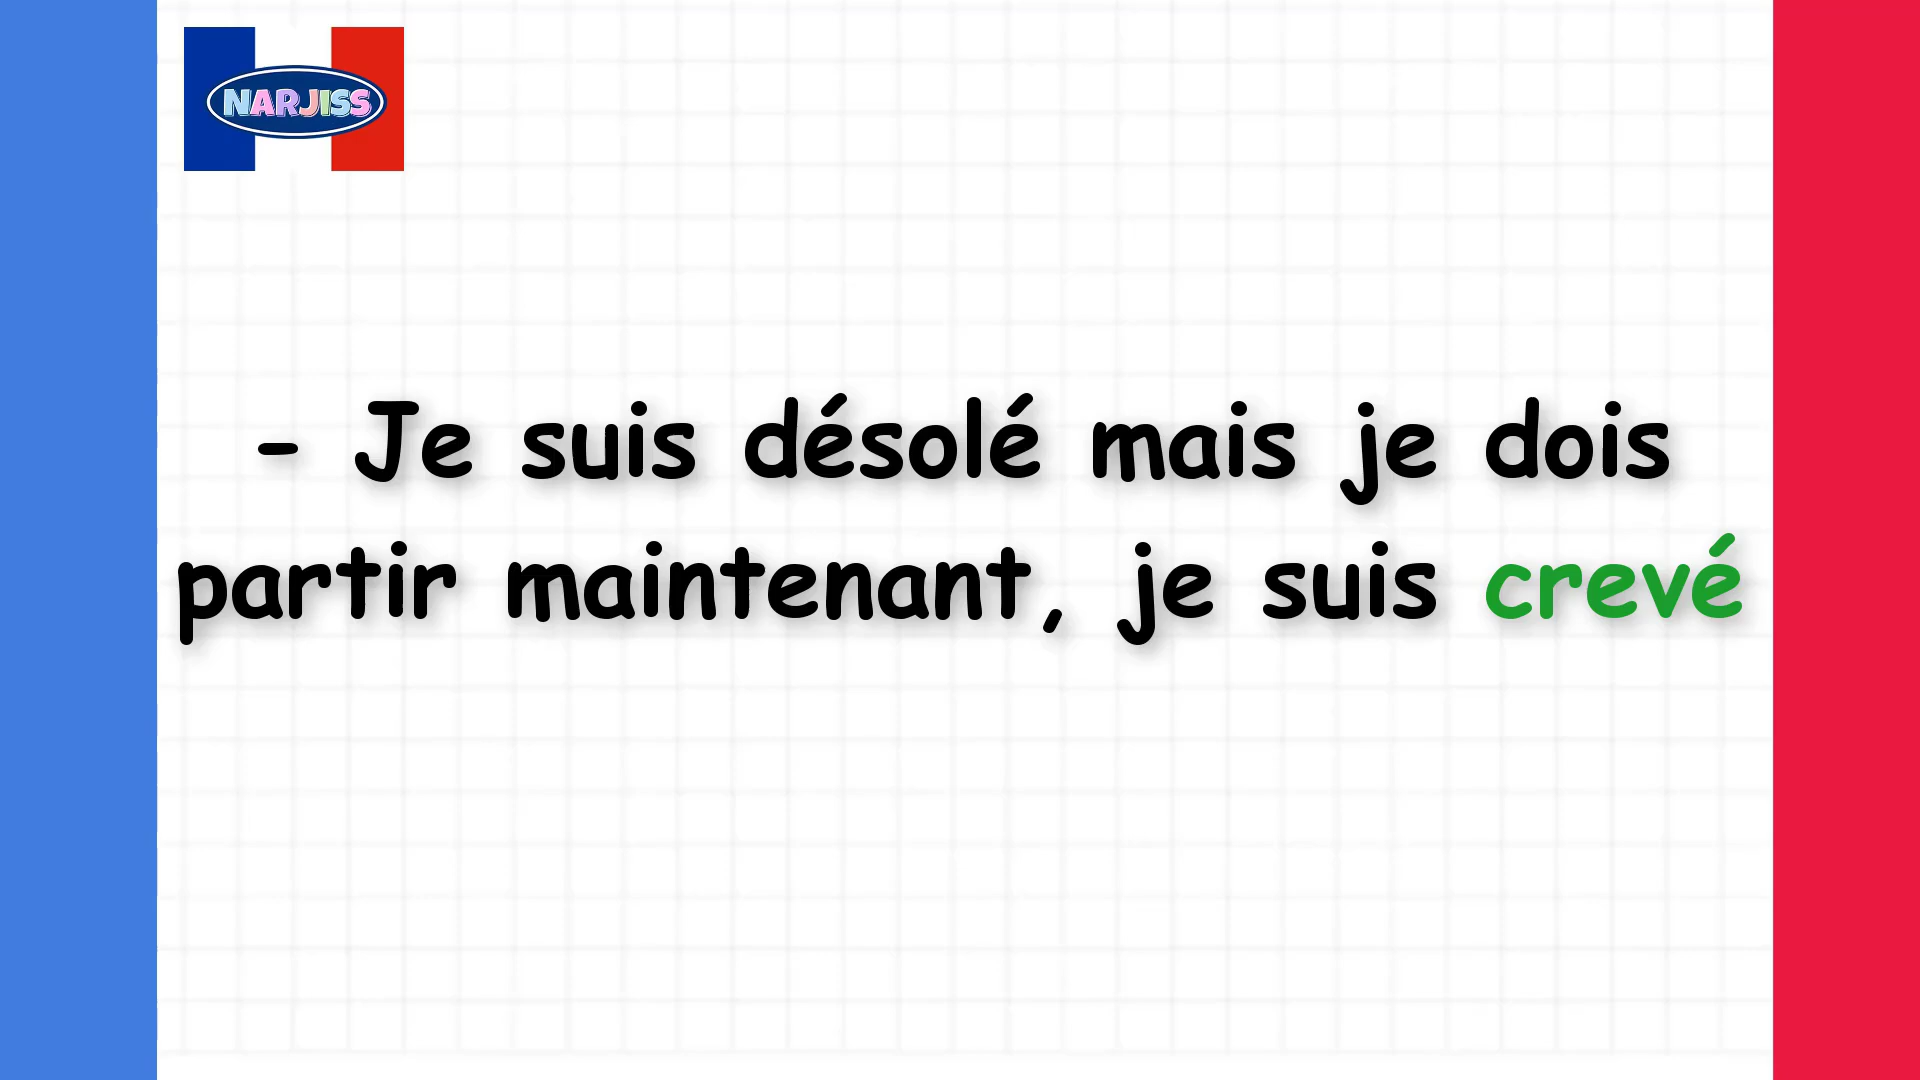 NARJISS
- Je suis désolé mais je dois
partir maintenant, je suis crevé